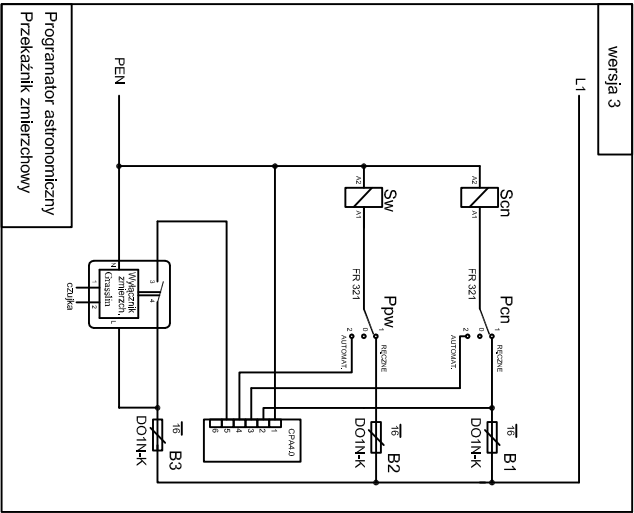 wersja 3
L1
Scn
A2
A1
FR 321
Pcn
1
0
2
RĘCZNE
AUTOMAT.
16
B1
DO1N-K
Sw
A2
A1
FR 321
Ppw
1
0
2
RĘCZNE
AUTOMAT.
16
B2
DO1N-K
CPA4.0
1
2
3
4
5
6
PEN
N
Wyłącznik
zmierzch.
Grasslin
L
3
4
1
2
czujka
16
B3
DO1N-K
Programator astronomiczny
Przekaźnik zmierzchowy